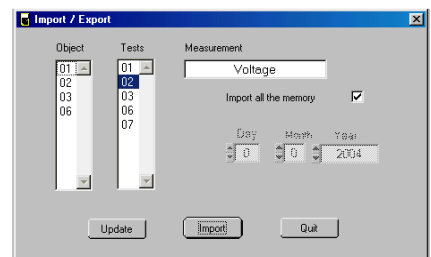 Import / Export
Object Tests Measurement
01 01 Voltage
02 02
03 03 Import all the memory
06 06
07
Day Month Year
0 0 2004
Update Import Quit